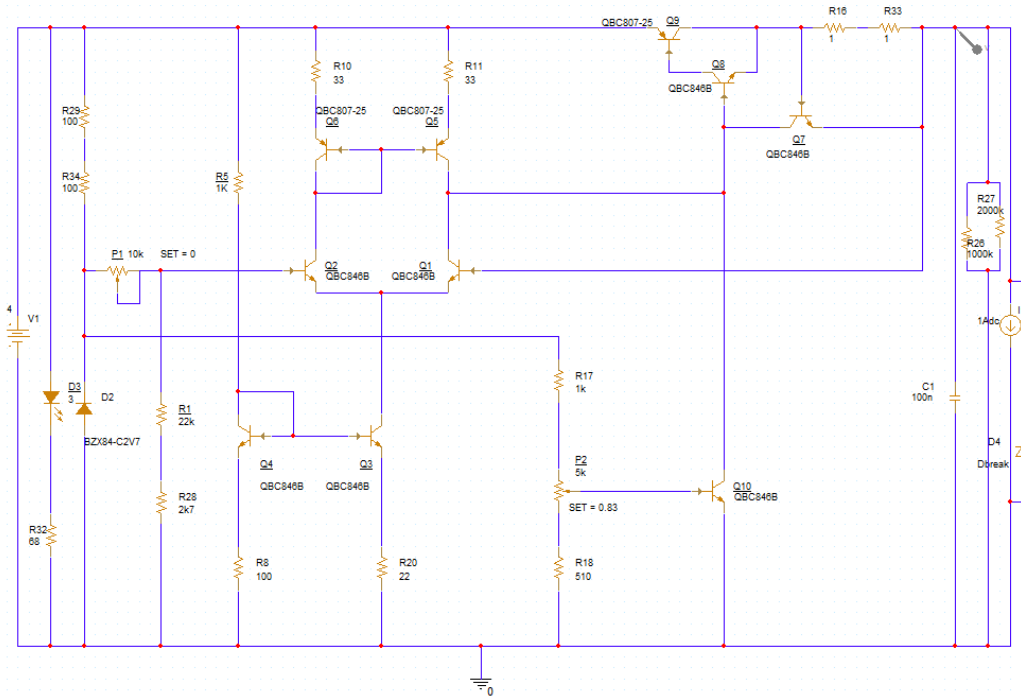 QBC807-25
Q9
R16
1
R33
1
R10
33
R11
33
Q8
QBC846B
R29
100
QBC807-25
Q6
QBC807-25
Q5
Q7
QBC846B
R34
100
R5
1K
R27
2000k
R26
1000k
P1 10k
SET = 0
Q2
QBC846B
Q1
QBC846B
4
V1
1Adc
D3
3
D2
R17
1k
C1
100n
R1
22k
BZX84-C2V7
D4
Dbreak
Q4
QBC846B
Q3
QBC846B
P2
5k
SET = 0.83
Q10
QBC846B
R28
2k7
R32
68
R8
100
R20
22
R18
510
0